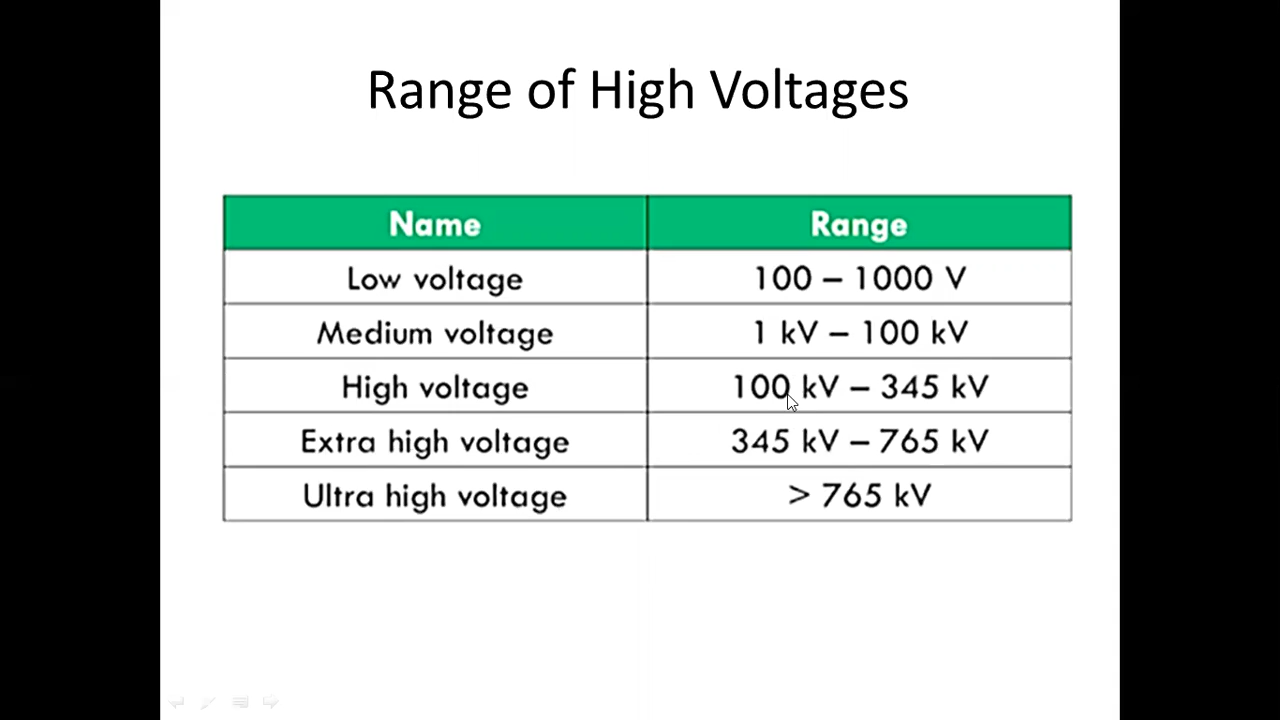 Range of High Voltages
Name Range
Low voltage 100 – 1000 V
Medium voltage 1 kV – 100 kV
High voltage 100 kV – 345 kV
Extra high voltage 345 kV – 765 kV
Ultra high voltage > 765 kV